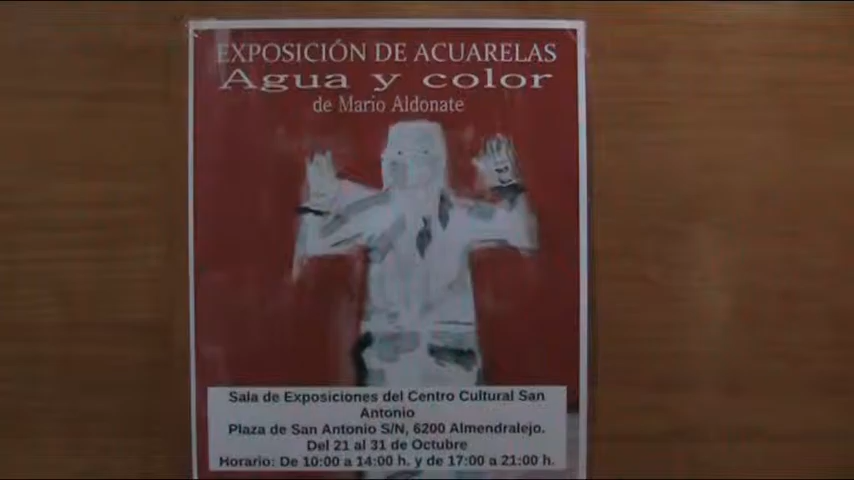 EXPOSICIÓN DE ACUARELAS
Agua y color
de Mario Aldonate
Sala de Exposiciones del Centro Cultural San
Antonio
Plaza de San Antonio S/N, 6200 Almendralejo.
Del 21 al 31 de Octubre
Horario: De 10:00 a 14:00 h. y de 17:00 a 21:00 h.